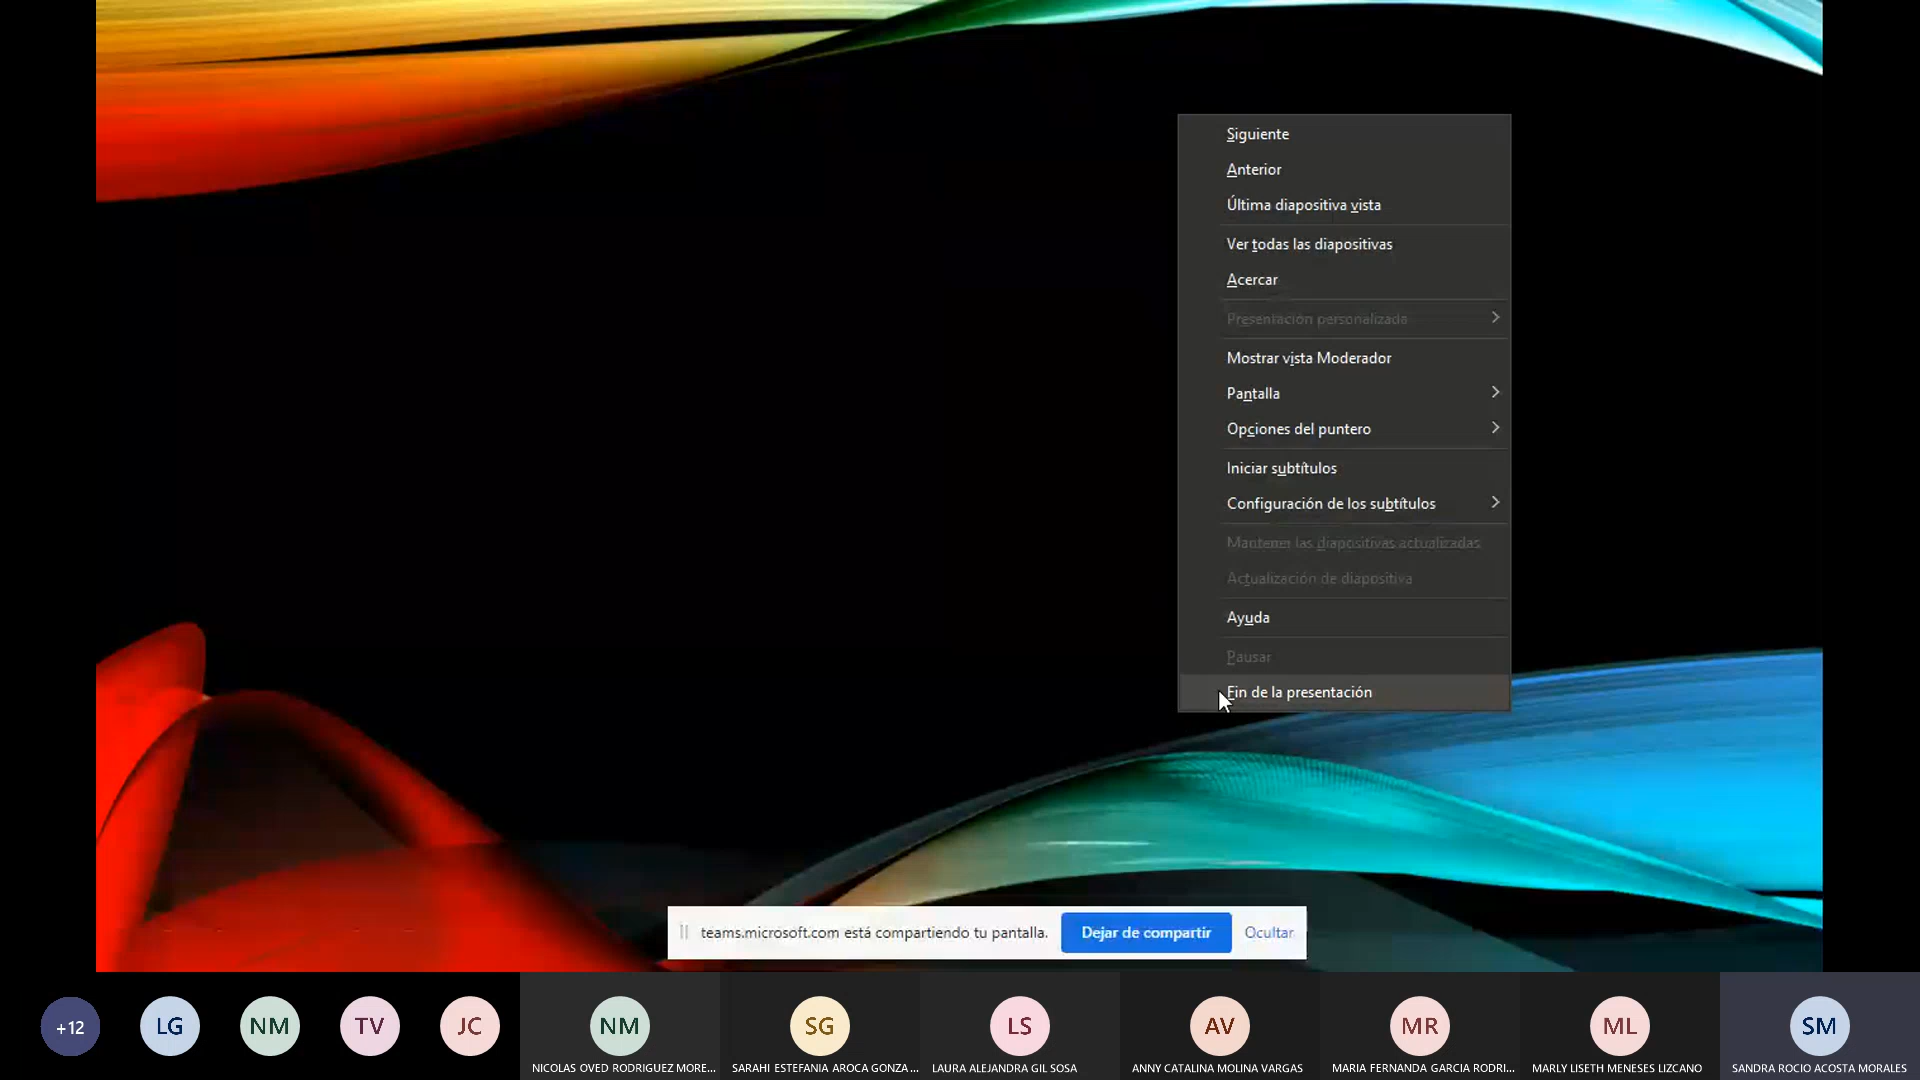 Siguiente
Anterior
Última diapositiva vista
Ver todas las diapositivas
Acercar
Presentación personalizada
Mostrar vista Moderador
Pantalla
Opciones del puntero
Iniciar subtítulos
Configuración de los subtítulos
Mantener las diapositivas actualizadas
Actualización de diapositiva
Ayuda
Pausar
Fin de la presentación
teams.microsoft.com está compartiendo tu pantalla. Dejar de compartir Ocultar
+12 LG NM TV JC NM SG LS AV MR ML SM
NICOLAS OVED RODRIGUEZ MORE... SARAHI ESTEFANIA AROCA GONZA... LAURA ALEJANDRA GIL SOSA ANNY CATALINA MOLINA VARGAS MARIA FERNANDA GARCIA RODRI... MARLY LISETH MENESES LIZCANO SANDRA ROCIO ACOSTA MORALES